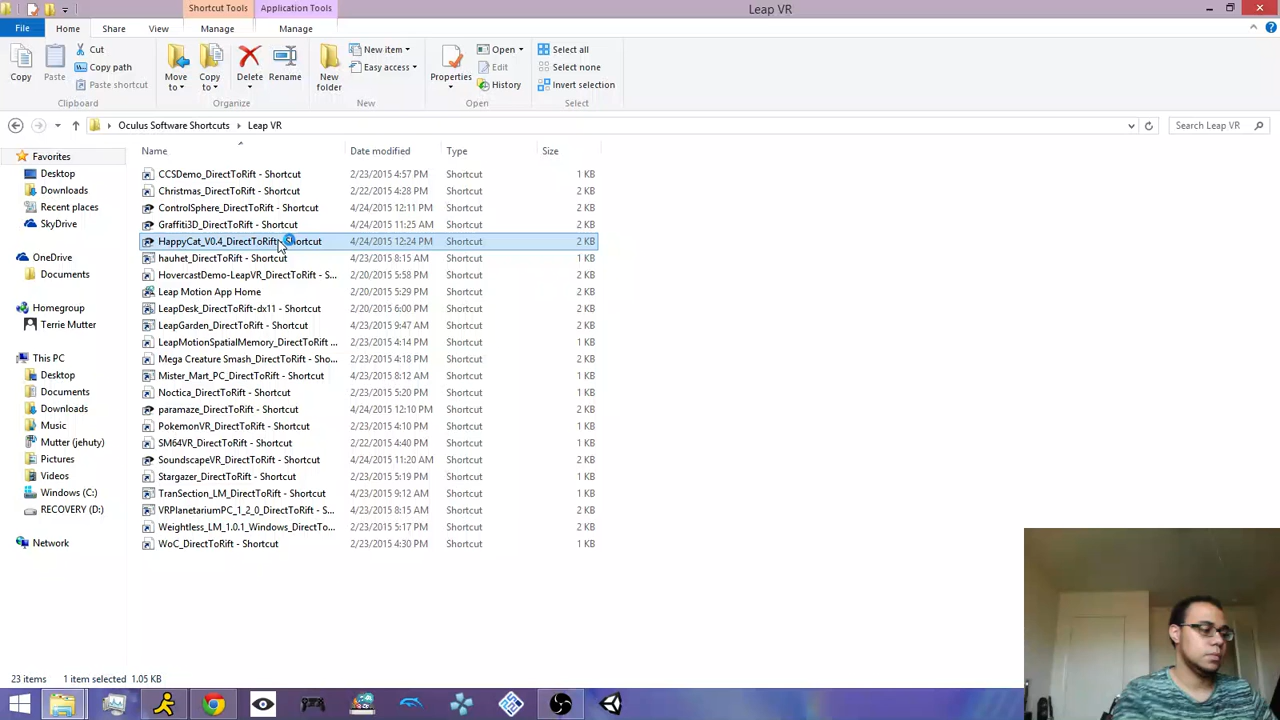 Shortcut Tools
Application Tools
Leap VR
File
Home
Share
View
Manage
Manage
Copy
Paste
Cut
Copy path
Paste shortcut
Clipboard
Move to
Copy to
Delete
Rename
Organize
New folder
New item
Easy access
New
Properties
Open
Edit
History
Open
Select all
Select none
Invert selection
Select
Oculus Software Shortcuts
Leap VR
Search Leap VR
Name Date modified Type Size
Favorites
Desktop
Downloads
Recent places
SkyDrive
OneDrive
Documents
Homegroup
Terrie Mutter
This PC
Desktop
Documents
Downloads
Music
Mutter (jehuty)
Pictures
Videos
Windows (C:)
RECOVERY (D:)
Network
CCSDemo_DirectToRift - Shortcut 2/23/2015 4:57 PM Shortcut 1 KB
Christmas_DirectToRift - Shortcut 2/22/2015 4:28 PM Shortcut 2 KB
ControlSphere_DirectToRift - Shortcut 4/24/2015 12:11 PM Shortcut 2 KB
Graffiti3D_DirectToRift - Shortcut 4/24/2015 11:25 AM Shortcut 2 KB
HappyCat_V0.4_DirectToRift - Shortcut 4/24/2015 12:24 PM Shortcut 2 KB
hauhet_DirectToRift - Shortcut 4/23/2015 8:15 AM Shortcut 1 KB
HovercastDemo-LeapVR_DirectToRift - S... 2/20/2015 5:58 PM Shortcut 2 KB
Leap Motion App Home 2/20/2015 5:29 PM Shortcut 2 KB
LeapDesk_DirectToRift-dx11 - Shortcut 2/20/2015 6:00 PM Shortcut 2 KB
LeapGarden_DirectToRift - Shortcut 4/23/2015 9:47 AM Shortcut 2 KB
LeapMotionSpatialMemory_DirectToRift ... 2/23/2015 4:14 PM Shortcut 1 KB
Mega Creature Smash_DirectToRift - Sho... 2/23/2015 4:18 PM Shortcut 2 KB
Mister_Mart_PC_DirectToRift - Shortcut 4/23/2015 8:12 AM Shortcut 1 KB
Noctica_DirectToRift - Shortcut 2/23/2015 5:20 PM Shortcut 1 KB
paramaze_DirectToRift - Shortcut 4/24/2015 12:10 PM Shortcut 2 KB
PokemonVR_DirectToRift - Shortcut 2/23/2015 4:10 PM Shortcut 1 KB
SM64VR_DirectToRift - Shortcut 2/22/2015 4:40 PM Shortcut 1 KB
SoundscapeVR_DirectToRift - Shortcut 4/24/2015 11:20 AM Shortcut 2 KB
Stargazer_DirectToRift - Shortcut 2/23/2015 5:19 PM Shortcut 1 KB
TranSection_LM_DirectToRift - Shortcut 4/23/2015 9:12 AM Shortcut 1 KB
VRPlanetariumPC_1_2_0_DirectToRift - S... 4/23/2015 8:15 AM Shortcut 2 KB
Weightless_LM_1.0.1_Windows_DirectTo... 2/23/2015 5:17 PM Shortcut 2 KB
WoC_DirectToRift - Shortcut 2/23/2015 4:30 PM Shortcut 1 KB
23 items 1 item selected 1.05 KB